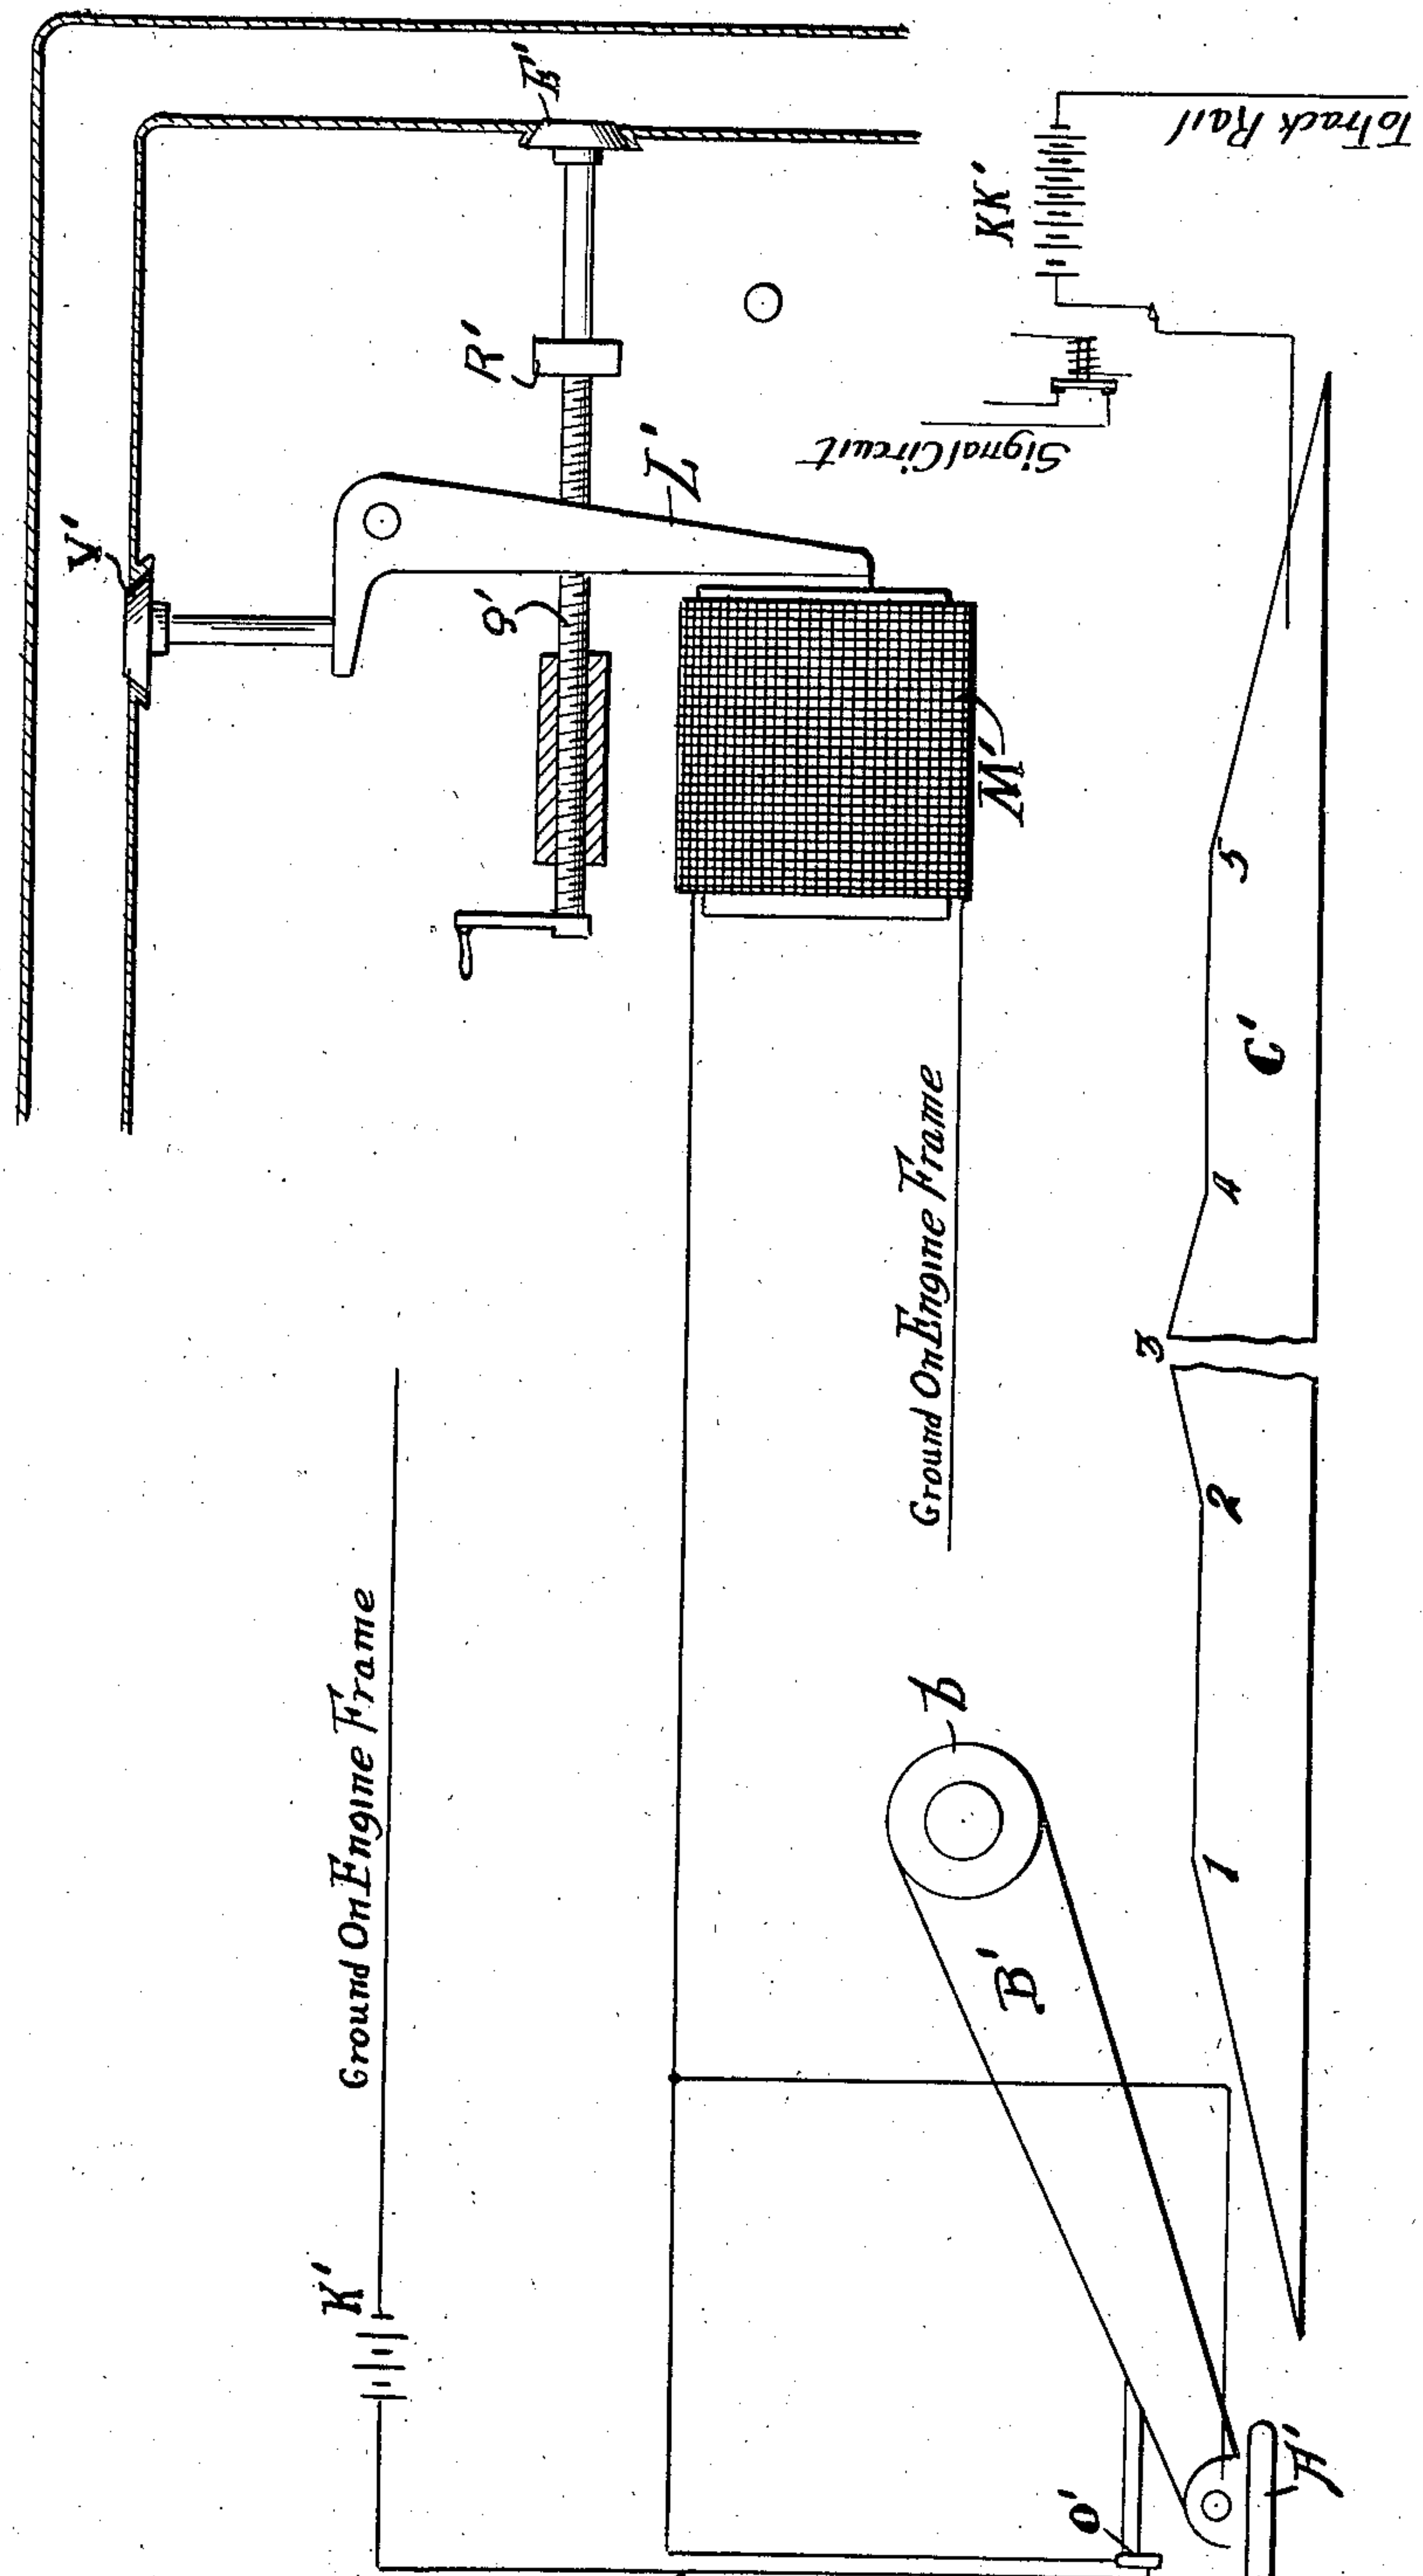 E'
To Track Rail
KK'
R'
L'
Signal Circuit
V'
S'
M'
5
C'
4
Ground On Engine Frame
3
2
Ground On Engine Frame
b
1
B'
K'
O'
A'